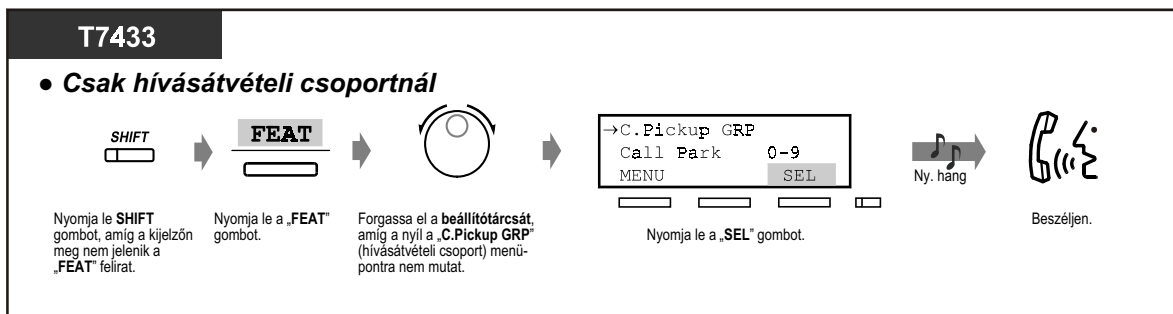 T7433
● Csak hívásátvételi csoportnál
SHIFT
FEAT
→C.Pickup GRP
Call Park 0-9
MENU SEL
Ny. hang
Nyomja le SHIFT
gombot, amíg a kijelzőn
meg nem jelenik a
„FEAT” felirat.
Nyomja le a „FEAT”
gombot.
Forgassa el a beállítótárcsát,
amíg a nyíl a „C.Pickup GRP”
(hívásátvételi csoport) menü-
pontra nem mutat.
Nyomja le a „SEL” gombot.
Beszéljen.